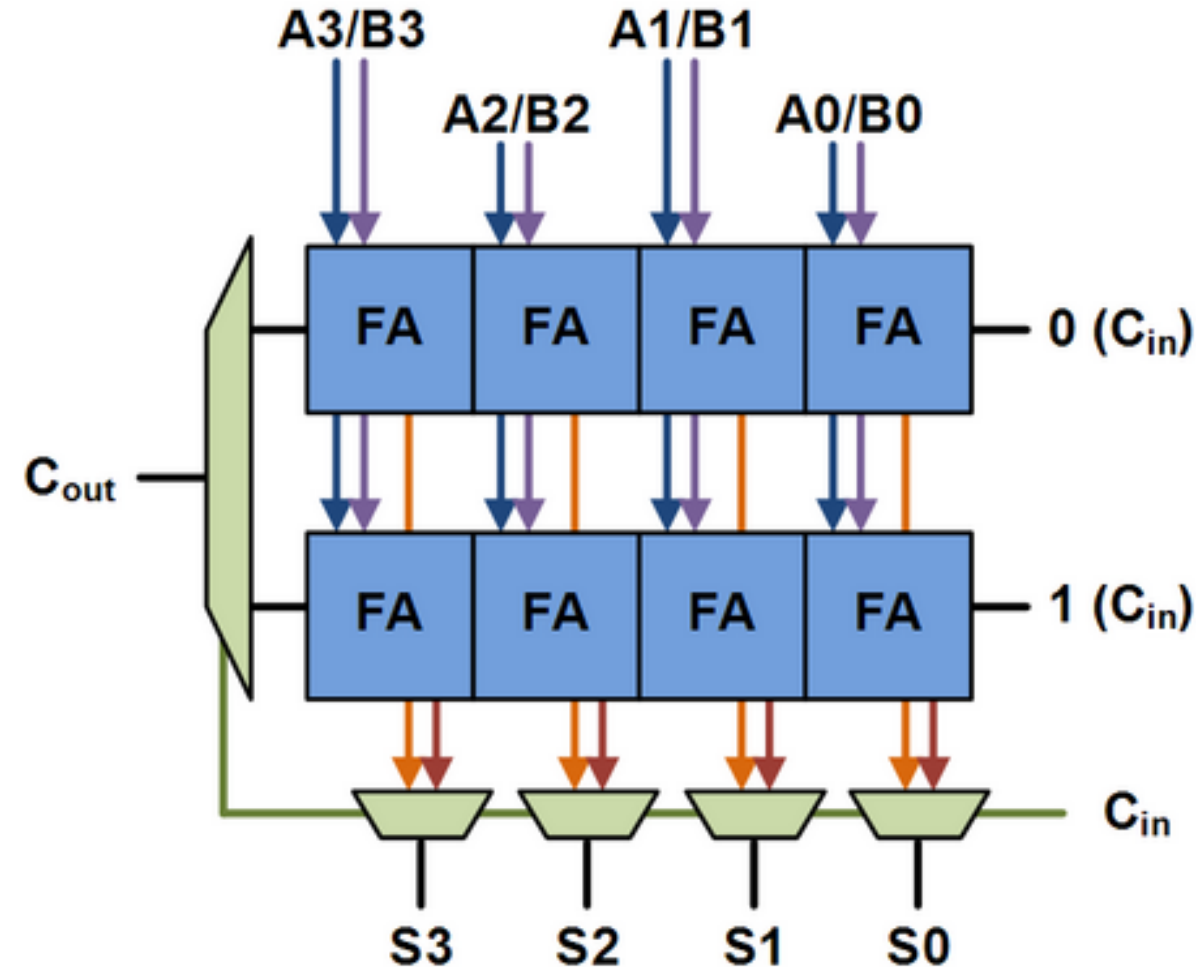 A3/B3 A1/B1
A2/B2 A0/B0
FA FA FA FA 0 (Cin)
Cout
FA FA FA FA 1 (Cin)
Cin
S3 S2 S1 S0